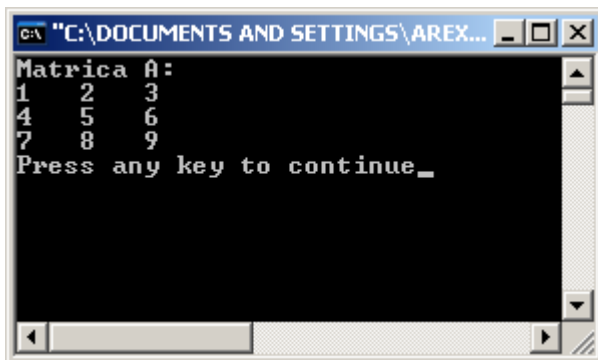 "C:\DOCUMENTS AND SETTINGS\AREX...
Matrica A:
1 2 3
4 5 6
7 8 9
Press any key to continue_